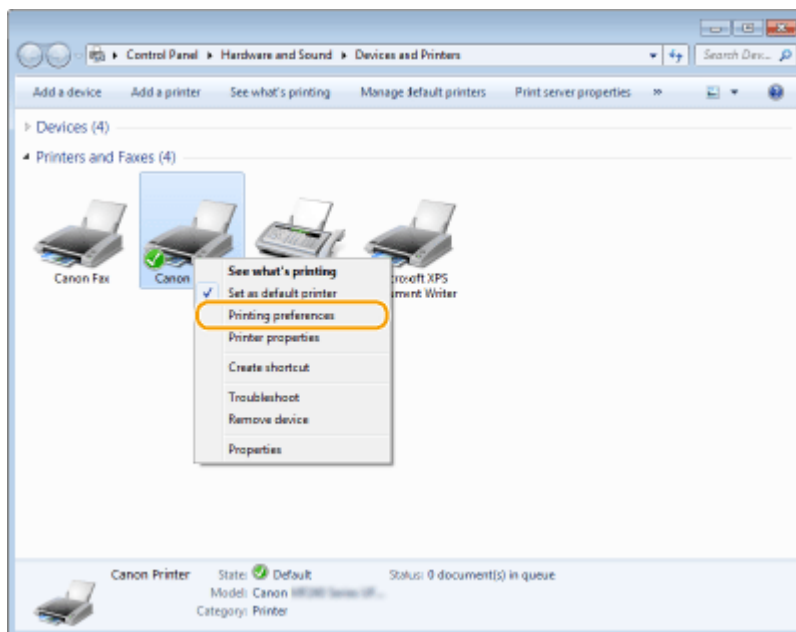 Control Panel ▸ Hardware and Sound ▸ Devices and Printers
Search Dev...
Add a device Add a printer See what's printing Manage default printers Print server properties »
Devices (4)
Printers and Faxes (4)
Canon Fax
Canon
crosoft XPS
ument Writer
See what's printing
Set as default printer
Printing preferences
Printer properties
Create shortcut
Troubleshoot
Remove device
Properties
Canon Printer State: Default Status: 0 document(s) in queue
Model: Canon
Category: Printer